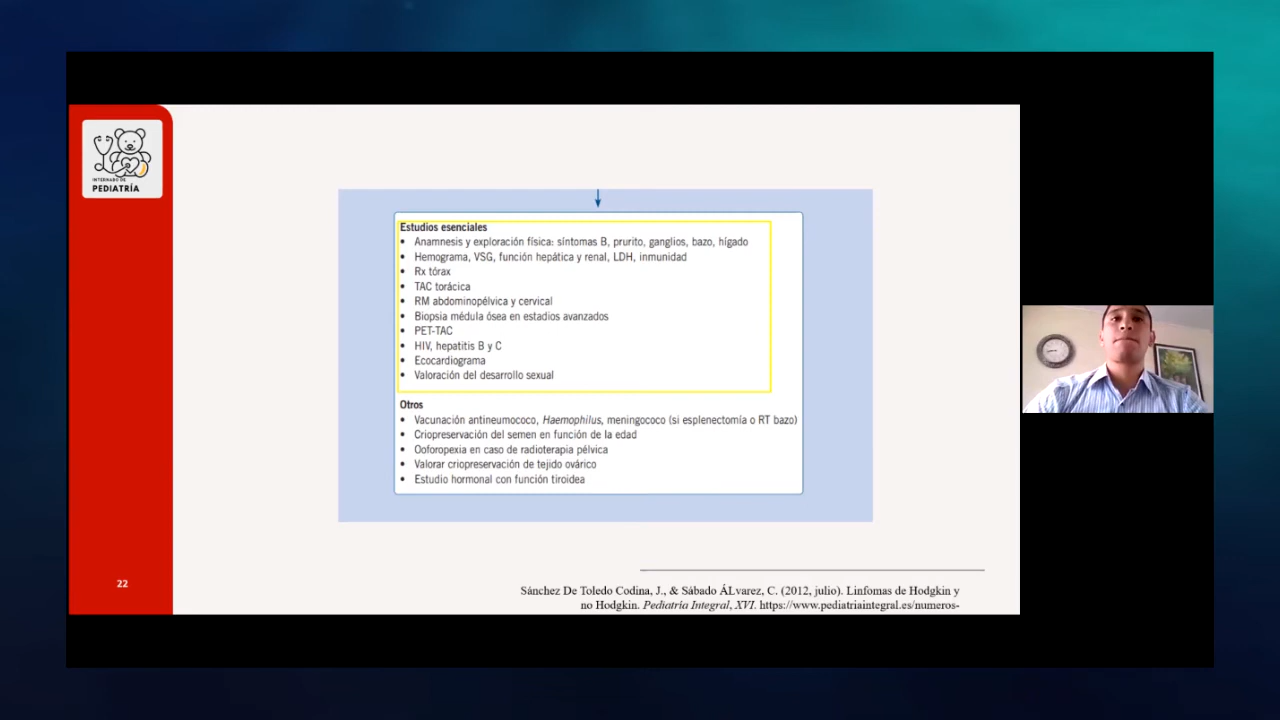 INTERNADO DE
PEDIATRÍA
Estudios esenciales
• Anamnesis y exploración física: síntomas B, prurito, ganglios, bazo, hígado
• Hemograma, VSG, función hepática y renal, LDH, inmunidad
• Rx tórax
• TAC torácica
• RM abdominopélvica y cervical
• Biopsia médula ósea en estadios avanzados
• PET-TAC
• HIV, hepatitis B y C
• Ecocardiograma
• Valoración del desarrollo sexual
Otros
• Vacunación antineumococo, Haemophilus, meningococo (si esplenectomía o RT bazo)
• Criopreservación del semen en función de la edad
• Ooforopexia en caso de radioterapia pélvica
• Valorar criopreservación de tejido ovárico
• Estudio hormonal con función tiroidea
22
Sánchez De Toledo Codina, J., & Sábado ÁLvarez, C. (2012, julio). Linfomas de Hodgkin y
no Hodgkin. Pediatría Integral, XVI. https://www.pediatriaintegral.es/numeros-